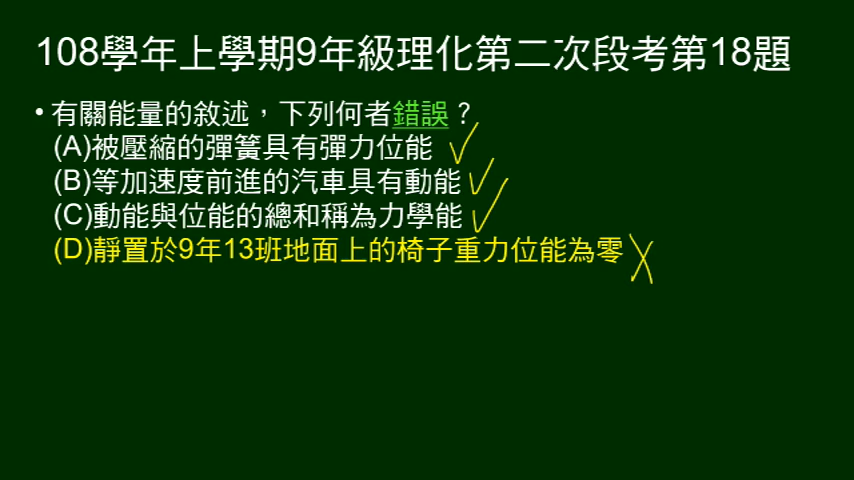 108學年上學期9年級理化第二次段考第18題
• 有關能量的敘述，下列何者錯誤？
(A)被壓縮的彈簧具有彈力位能
(B)等加速度前進的汽車具有動能
(C)動能與位能的總和稱為力學能
(D)靜置於9年13班地面上的椅子重力位能為零